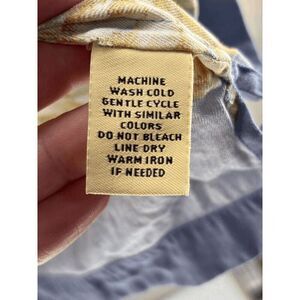 MACHINE
WASH COLD
GENTLE CYCLE
WITH SIMILAR
COLORS
DO NOT BLEACH
LINE DRY
WARM IRON
IF NEEDED